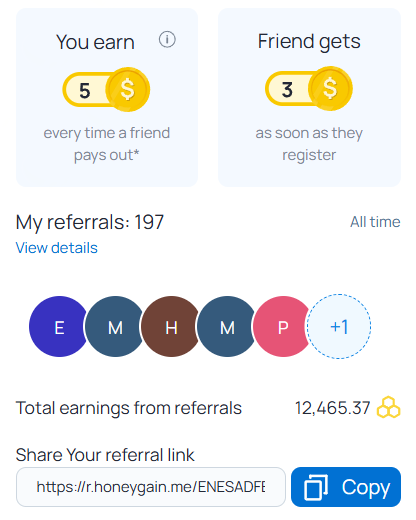 You earn
5
$
every time a friend
pays out*
Friend gets
3
$
as soon as they
register
My referrals: 197
All time
View details
E
M
H
M
P
+1
Total earnings from referrals
12,465.37
Share Your referral link
https://r.honeygain.me/ENESADFE
Copy